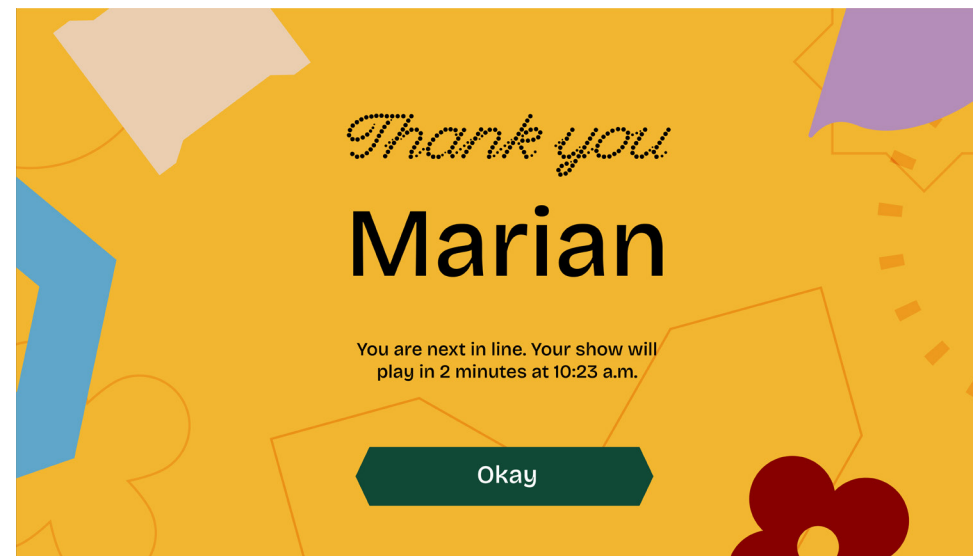 Thank you
Marian
You are next in line. Your show will
play in 2 minutes at 10:23 a.m.
Okay